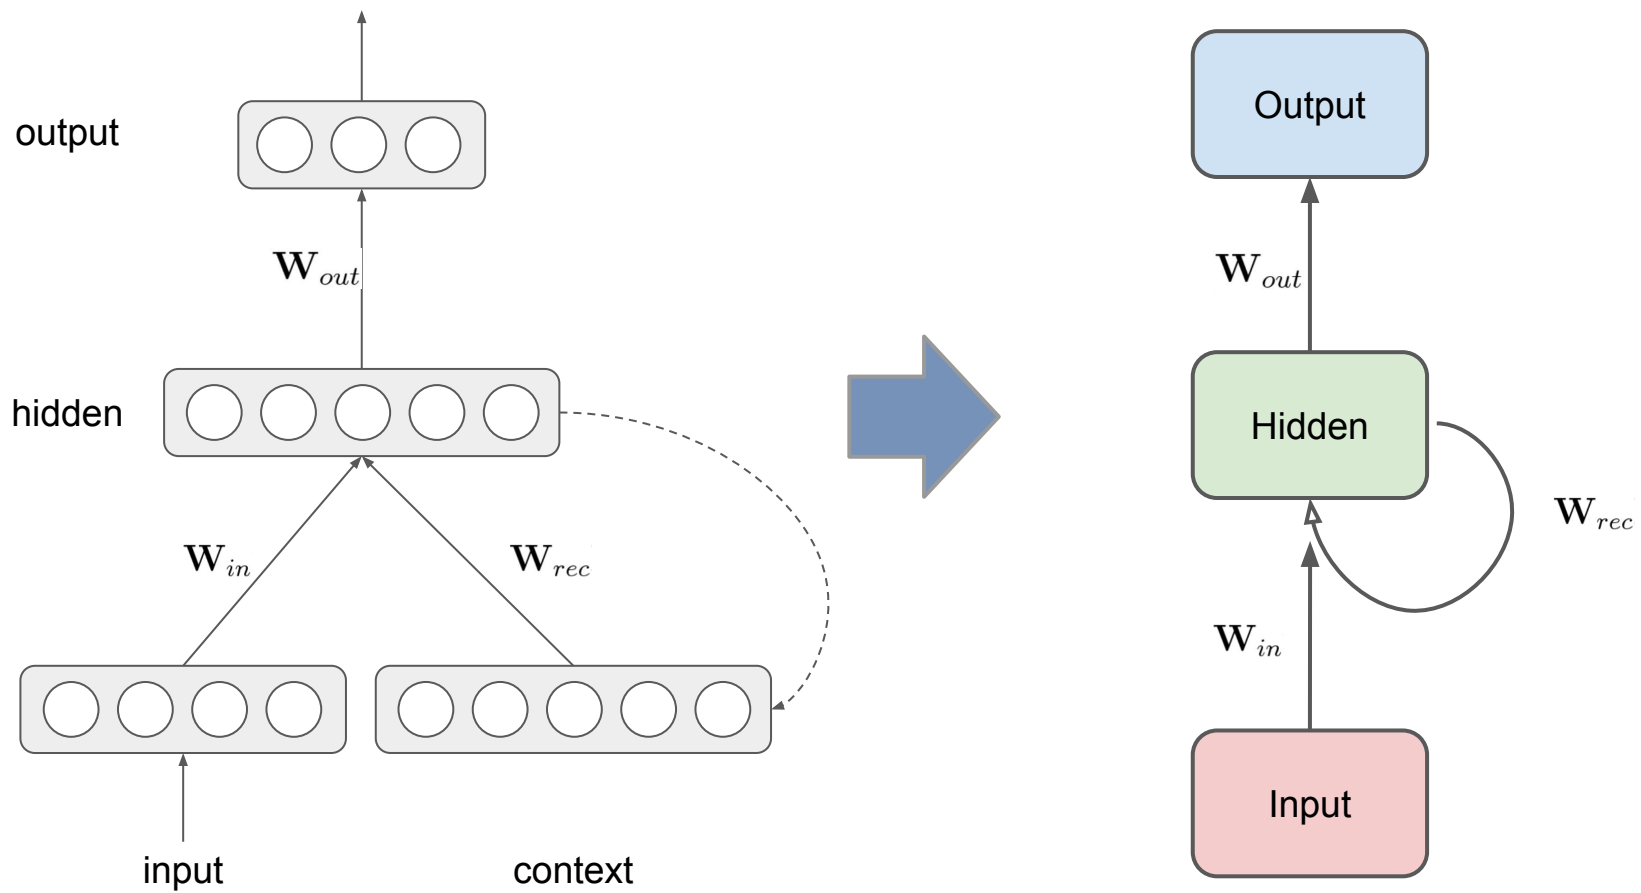 output
W_out
hidden
W_in
W_rec
input
context
Output
W_out
Hidden
W_rec
W_in
Input